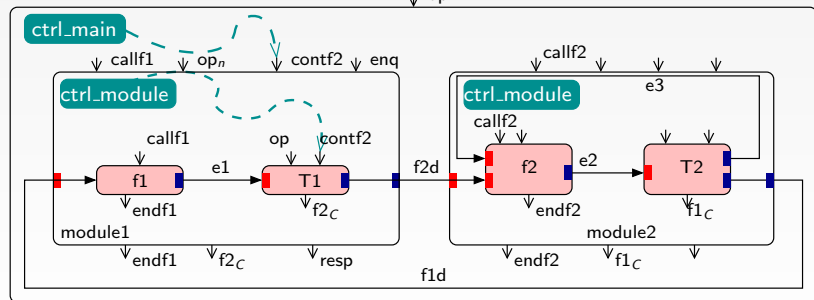 ctrl_main
callf1 opₙ contf2 enq
callf2
ctrl_module
ctrl_module
e3
callf2
callf1 op contf2
f1 e1 T1 f2d f2 e2 T2
endf1 f2_C endf2 f1_C
module1 module2
endf1 f2_C resp endf2 f1_C
f1d